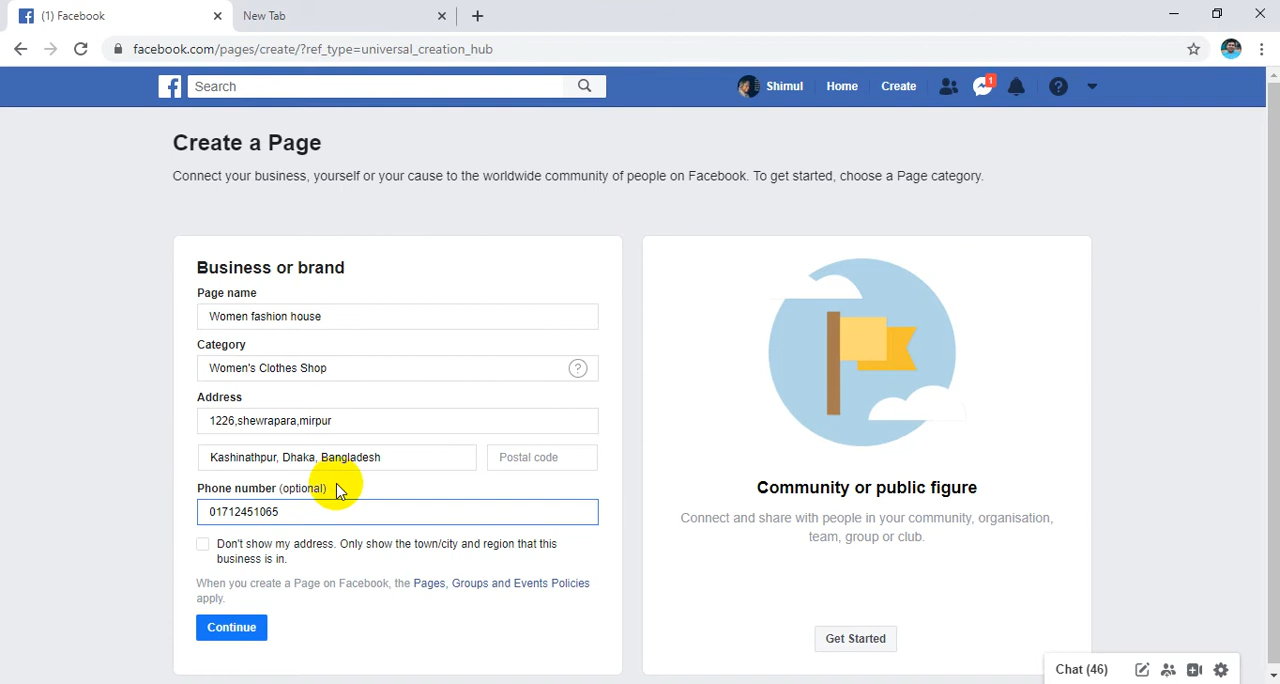 (1) Facebook
New Tab
facebook.com/pages/create/?ref_type=universal_creation_hub
Search
Shimul
Home
Create
1
Create a Page
Connect your business, yourself or your cause to the worldwide community of people on Facebook. To get started, choose a Page category.
Business or brand
Page name
Women fashion house
Category
Women's Clothes Shop
?
Address
1226,shewrapara,mirpur
Kashinathpur, Dhaka, Bangladesh
Postal code
Phone number (optional)
01712451065
Don't show my address. Only show the town/city and region that this
business is in.
When you create a Page on Facebook, the Pages, Groups and Events Policies
apply.
Continue
Community or public figure
Connect and share with people in your community, organisation,
team, group or club.
Get Started
Chat (46)